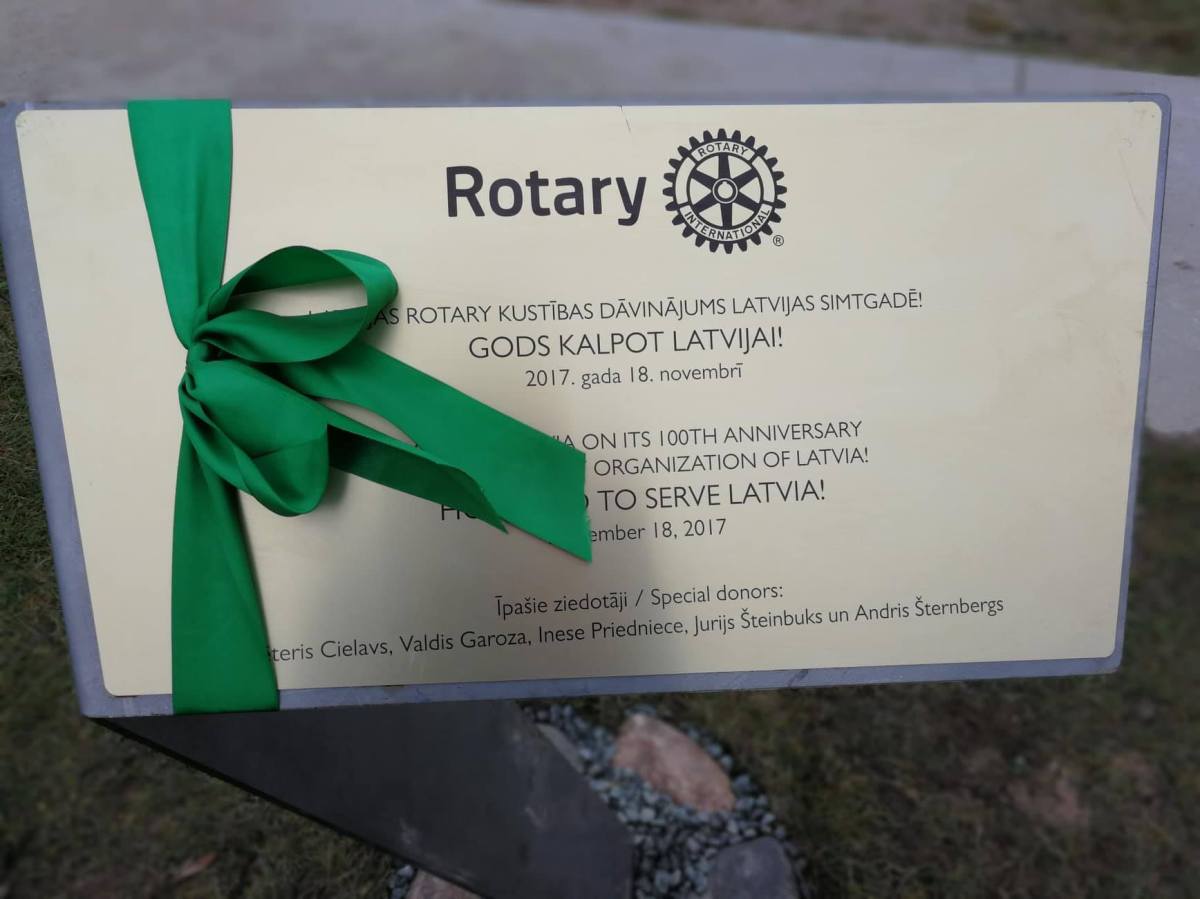 Rotary
ROTARY
INTERNATIONAL
®
ROTARY KUSTĪBAS DĀVINĀJUMS LATVIJAS SIMTGADĒ!
GODS KALPOT LATVIJAI!
2017. gada 18. novembrī
ON ITS 100TH ANNIVERSARY
ORGANIZATION OF LATVIA!
TO SERVE LATVIA!
18, 2017
Īpašie ziedotāji / Special donors:
Cielavs, Valdis Garoza, Inese Priedniece, Jurijs Šteinbuks un Andris Šternbergs